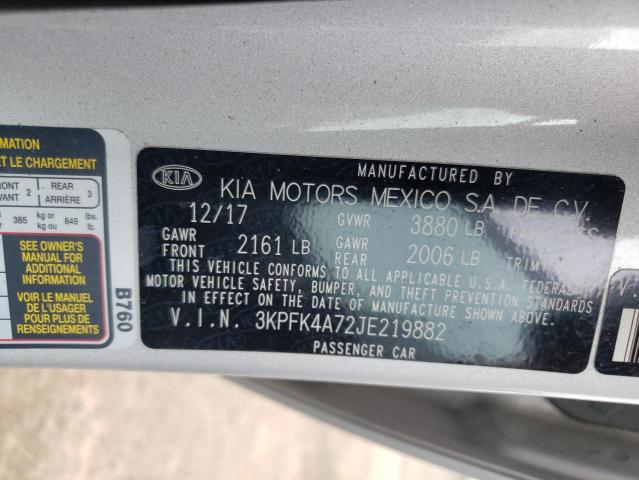 MANUFACTURED BY
KIA
KIA MOTORS MEXICO, S.A. DE C.V.
12/17 GVWR 3880 LB
GAWR FRONT 2161 LB GAWR REAR 2006 LB TRIM
THIS VEHICLE CONFORMS TO ALL APPLICABLE U.S.A. FEDERAL
MOTOR VEHICLE SAFETY, BUMPER, AND THEFT PREVENTION STANDARDS
IN EFFECT ON THE DATE OF MANUFACTURE SHOWN ABOVE.
V.I.N. 3KPFK4A72JE219882
PASSENGER CAR
ET LE CHARGEMENT
2 REAR 3
ARRIÈRE
385 kg or 849 lbs.
kg ou lb.
SEE OWNER'S
MANUAL FOR
ADDITIONAL
INFORMATION
VOIR LE MANUEL
DE L'USAGER
POUR PLUS DE
RENSEIGNEMENTS
B760
V